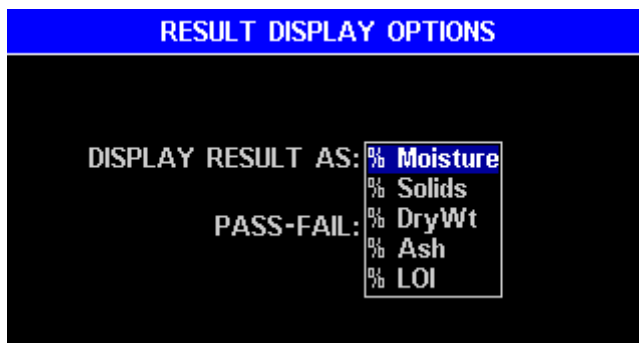 RESULT DISPLAY OPTIONS
DISPLAY RESULT AS: % Moisture
% Solids
PASS-FAIL: % DryWt
% Ash
% LOI